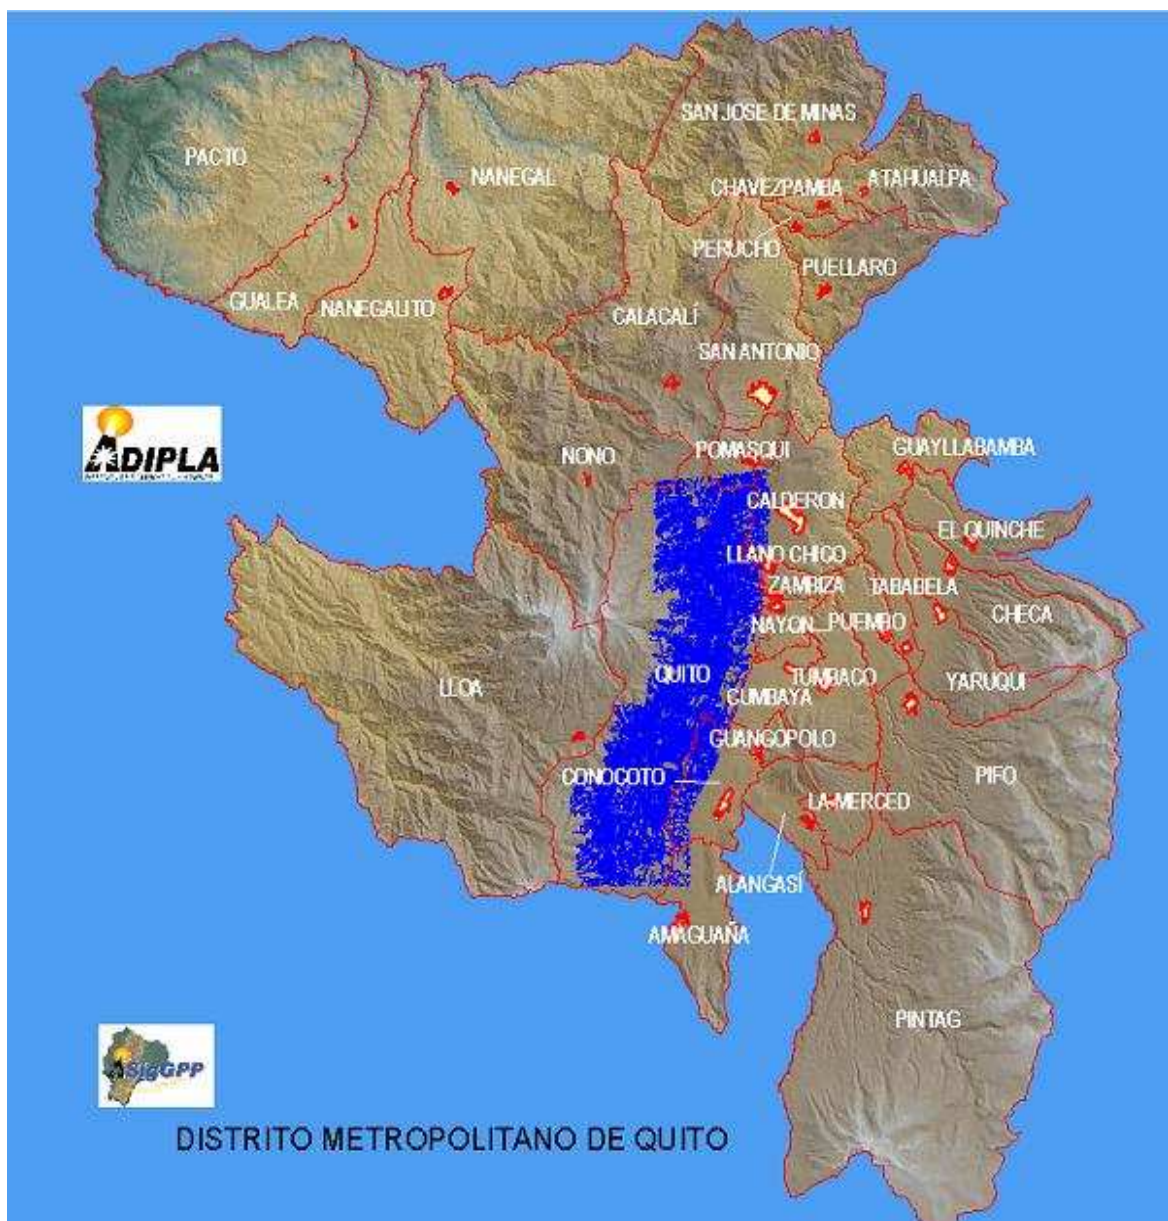 SAN JOSE DE MINAS
PACTO
NANEGAL
CHAVEZPAMBA
ATAHUALPA
PERUCHO
PUELLARO
GUALEA
NANEGALITO
CALACALÍ
SAN ANTONIO
ADIPLA
NONO
POMASQUI
GUAYLLABAMBA
CALDERON
EL QUINCHE
LLANO CHICO
ZAMBIZA
TABABELA
CHECA
NAYON
PUEMBO
LLOA
QUITO
TUMBACO
YARUQUI
CUMBAYA
GUANGOPOLO
CONOCOTO
PIFO
LA MERCED
ALANGASÍ
AMAGUAÑA
PINTAG
ASigGPP
DISTRITO METROPOLITANO DE QUITO